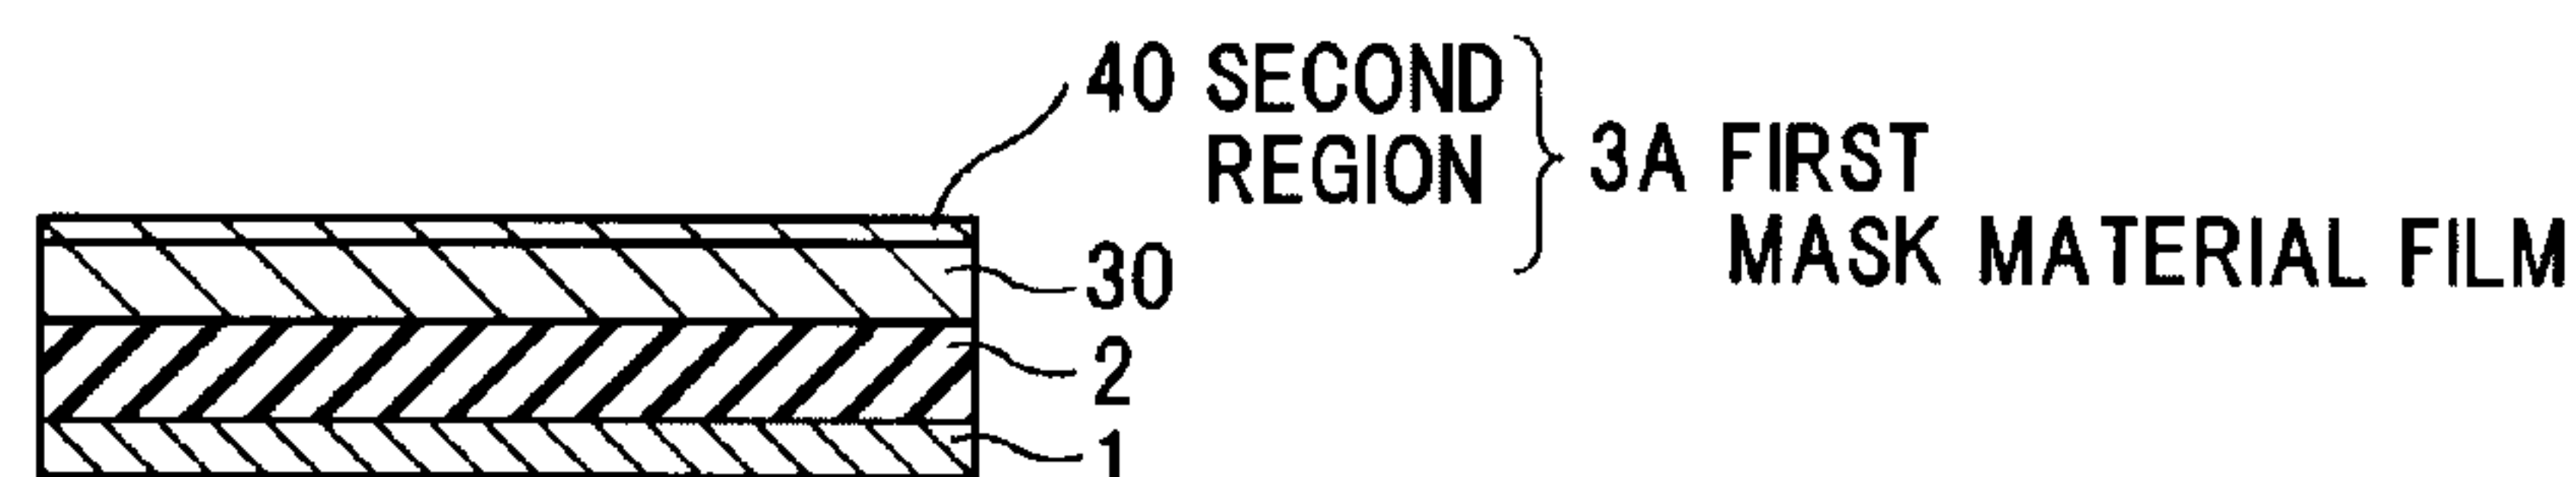 40 SECOND
REGION
3A FIRST
MASK MATERIAL FILM
30
2
1